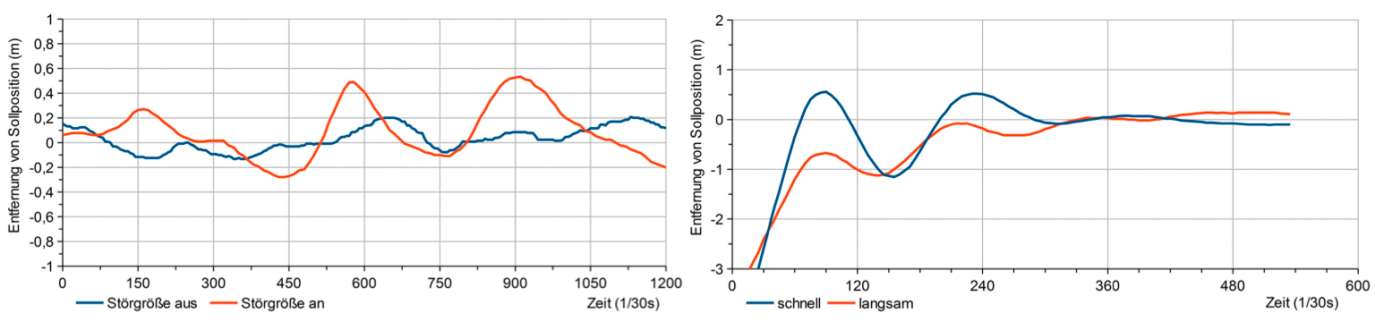 Entfernung von Sollposition (m)
1
0,8
0,6
0,4
0,2
0
-0,2
-0,4
-0,6
-0,8
-1
0 150 300 450 600 750 900 1050 1200
Störgröße aus Störgröße an Zeit (1/30s)
Entfernung von Sollposition (m)
2
1
0
-1
-2
-3
0 120 240 360 480 600
schnell langsam Zeit (1/30s)